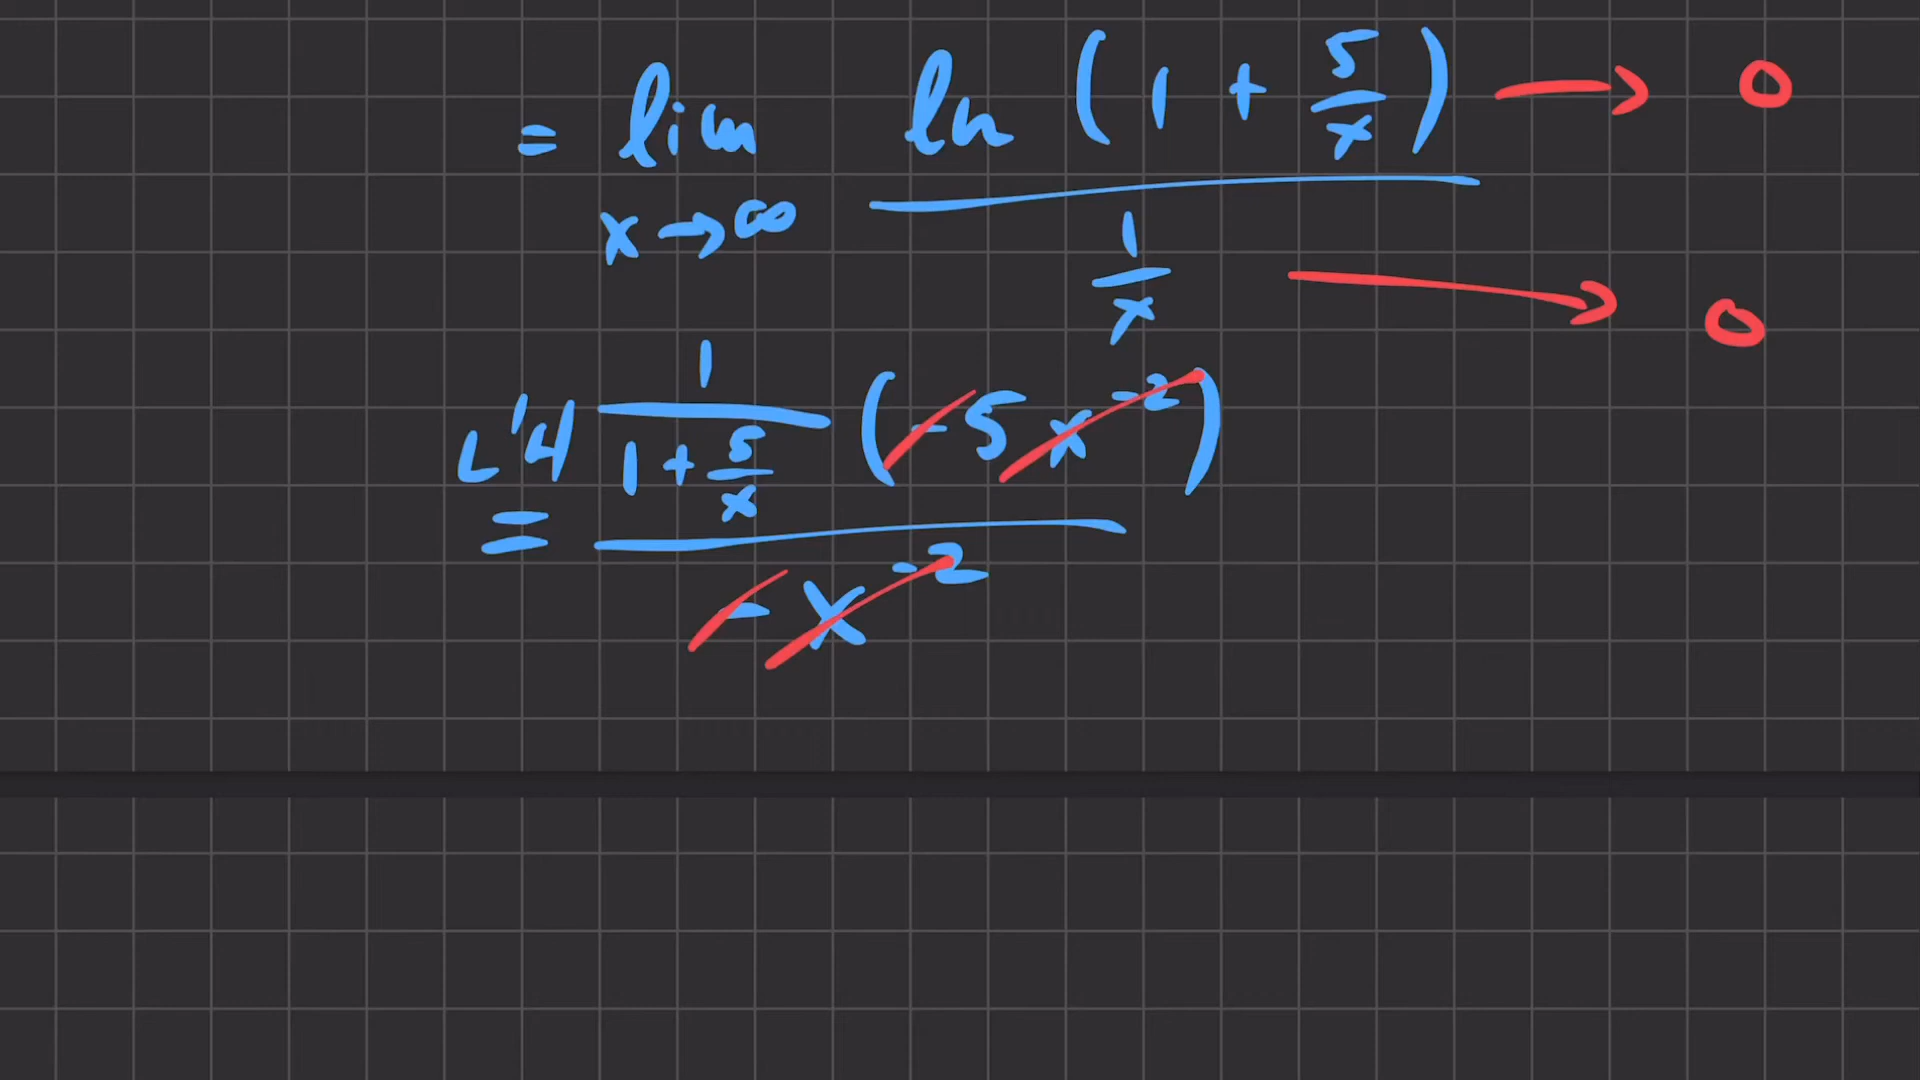 = lim ln (1 + 5/x) → 0
x → ∞ 1/x → 0
L'H = 1/(1 + 5/x) (-5x^-2)
-x^-2